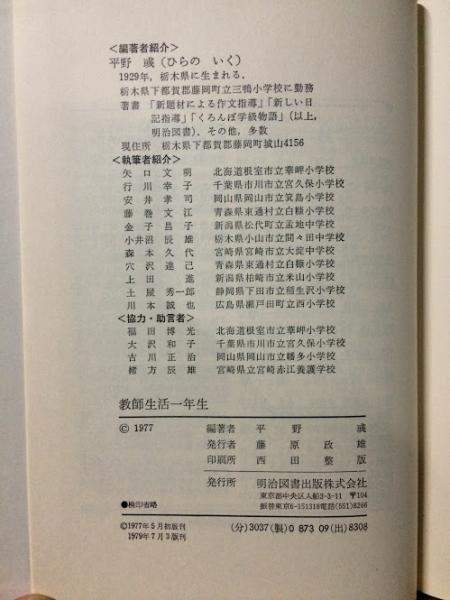 <編著者紹介>
平野　彧(ひらの　いく)
1929年，栃木県に生まれる．
栃木県下都賀郡藤岡町立三鴨小学校に勤務
著書　「新題材による作文指導」「新しい日
記指導」「くろんぼ学級物語」(以上，
明治図書)．その他，多数
現住所　栃木県下都賀郡藤岡町城山4156
<執筆者紹介>
矢口文明　北海道根室市立華岬小学校
行川幸子　千葉県市川市立宮久保小学校
安井孝司　岡山県岡山市立箕島小学校
藤巻文江　青森県東通村立白糠小学校
金子昌子　新潟県松代町立孟地中学校
小井沼辰雄　栃木県小山市立間々田中学校
森本久代　宮崎県宮崎市立大淀中学校
穴沢達己　青森県東通村立白糠小学校
上田進　新潟県柏崎市立米山小学校
土屋秀一郎　静岡県下田市立稲生沢小学校
川本誠也　広島県瀬戸田町立西小学校
<協力・助言者>
福田博光　北海道根室市立華岬小学校
大沢和子　千葉県市川市立宮久保小学校
古川正治　岡山県岡山市立幡多小学校
緒方辰雄　宮崎県立宮崎赤江養護学校
教師生活一年生
© 1977　編著者　平野　彧
発行者　藤原政雄
印刷所　西田整版
発行所　明治図書出版株式会社
東京都中央区入船3-3-11　〒104
●検印省略　振替東京6-151318電話(551)8266
©1977年5月初版刊
1979年7月3版刊　(分)3037(製)0 873 09(出)8308